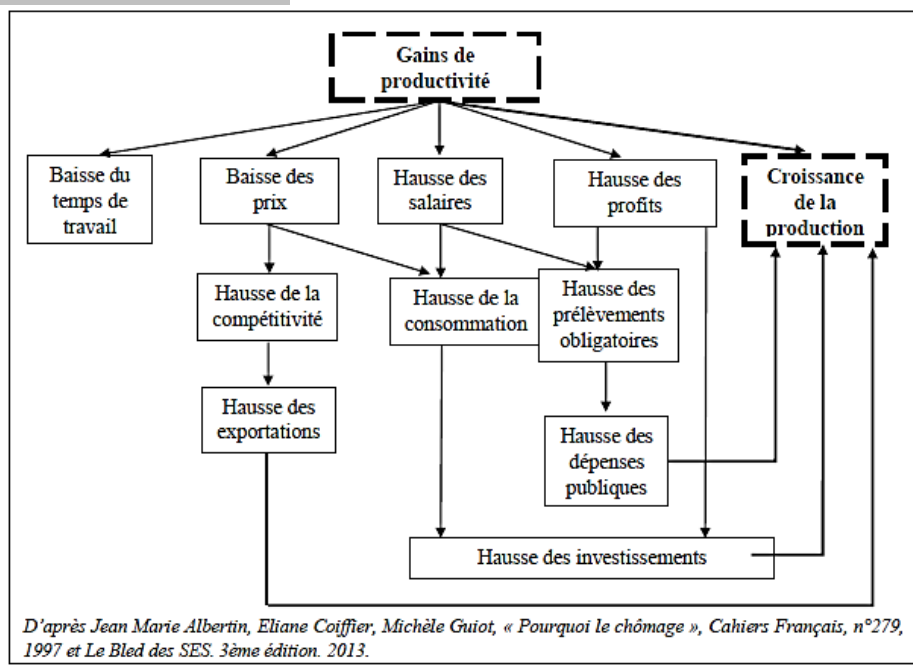 Gains de
productivité
Baisse du
temps de
travail
Baisse des
prix
Hausse des
salaires
Hausse des
profits
Croissance
de la
production
Hausse de la
compétitivité
Hausse de la
consommation
Hausse des
prélèvements
obligatoires
Hausse des
exportations
Hausse des
dépenses
publiques
Hausse des investissements
D'après Jean Marie Albertin, Eliane Coiffier, Michèle Guiot, « Pourquoi le chômage », Cahiers Français, n°279,
1997 et Le Bled des SES. 3ème édition. 2013.